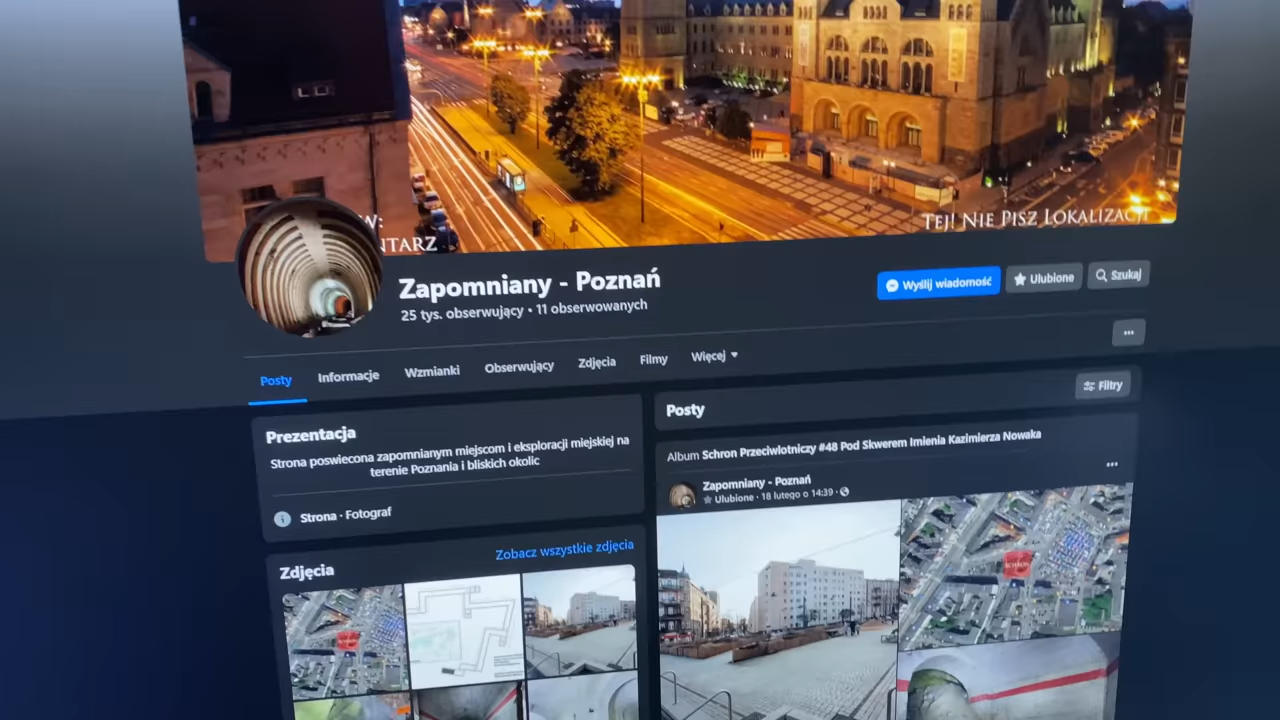 W:
NTARZ
TEJ! NIE PISZ LOKALIZACJI
Zapomniany - Poznań
25 tys. obserwujący • 11 obserwowanych
Wyślij wiadomość
Ulubione
Szukaj
Posty
Informacje
Wzmianki
Obserwujący
Zdjęcia
Filmy
Więcej
Filtry
Prezentacja
Strona poswiecona zapomnianym miejscom i eksploracji miejskiej na
terenie Poznania i bliskich okolic
Strona · Fotograf
Zdjęcia
Zobacz wszystkie zdjęcia
Posty
Album Schron Przeciwlotniczy #48 Pod Skwerem Imienia Kazimierza Nowaka
Zapomniany - Poznań
Ulubione · 18 lutego o 14:39 ·
SCHRON